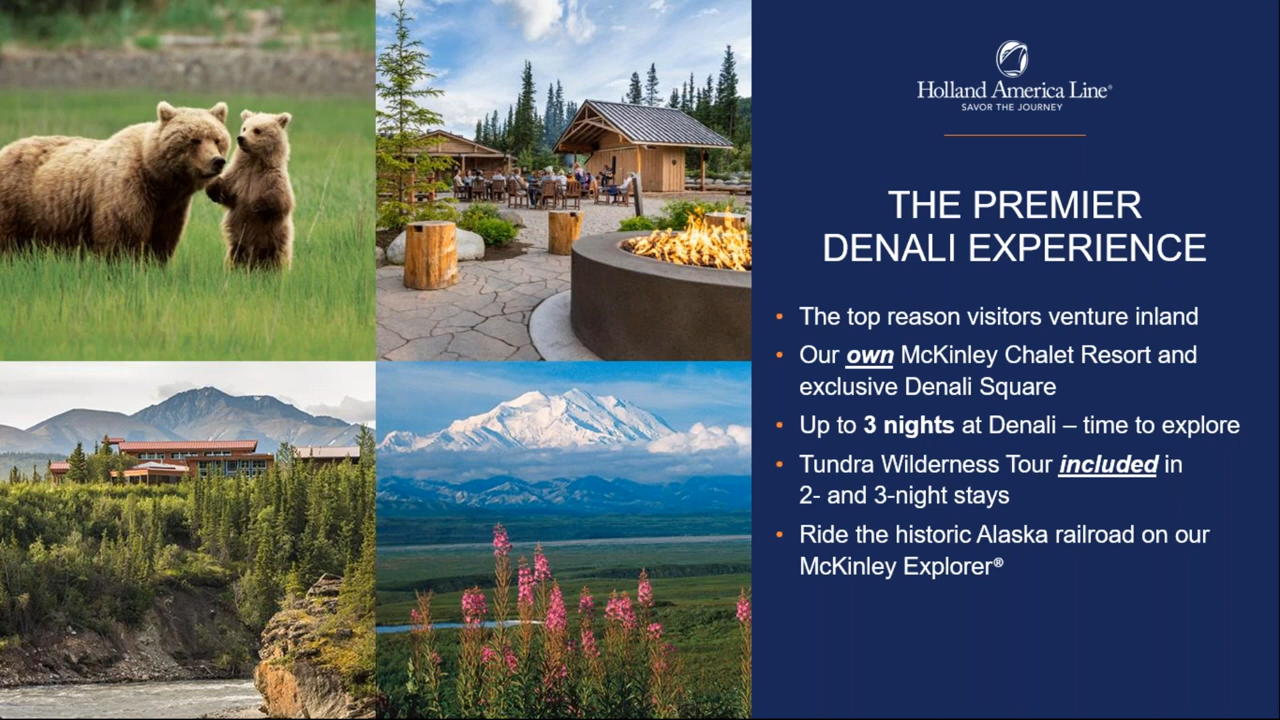 Holland America Line®
SAVOR THE JOURNEY
THE PREMIER
DENALI EXPERIENCE
• The top reason visitors venture inland
• Our own McKinley Chalet Resort and
exclusive Denali Square
• Up to 3 nights at Denali – time to explore
• Tundra Wilderness Tour included in
2- and 3-night stays
• Ride the historic Alaska railroad on our
McKinley Explorer®